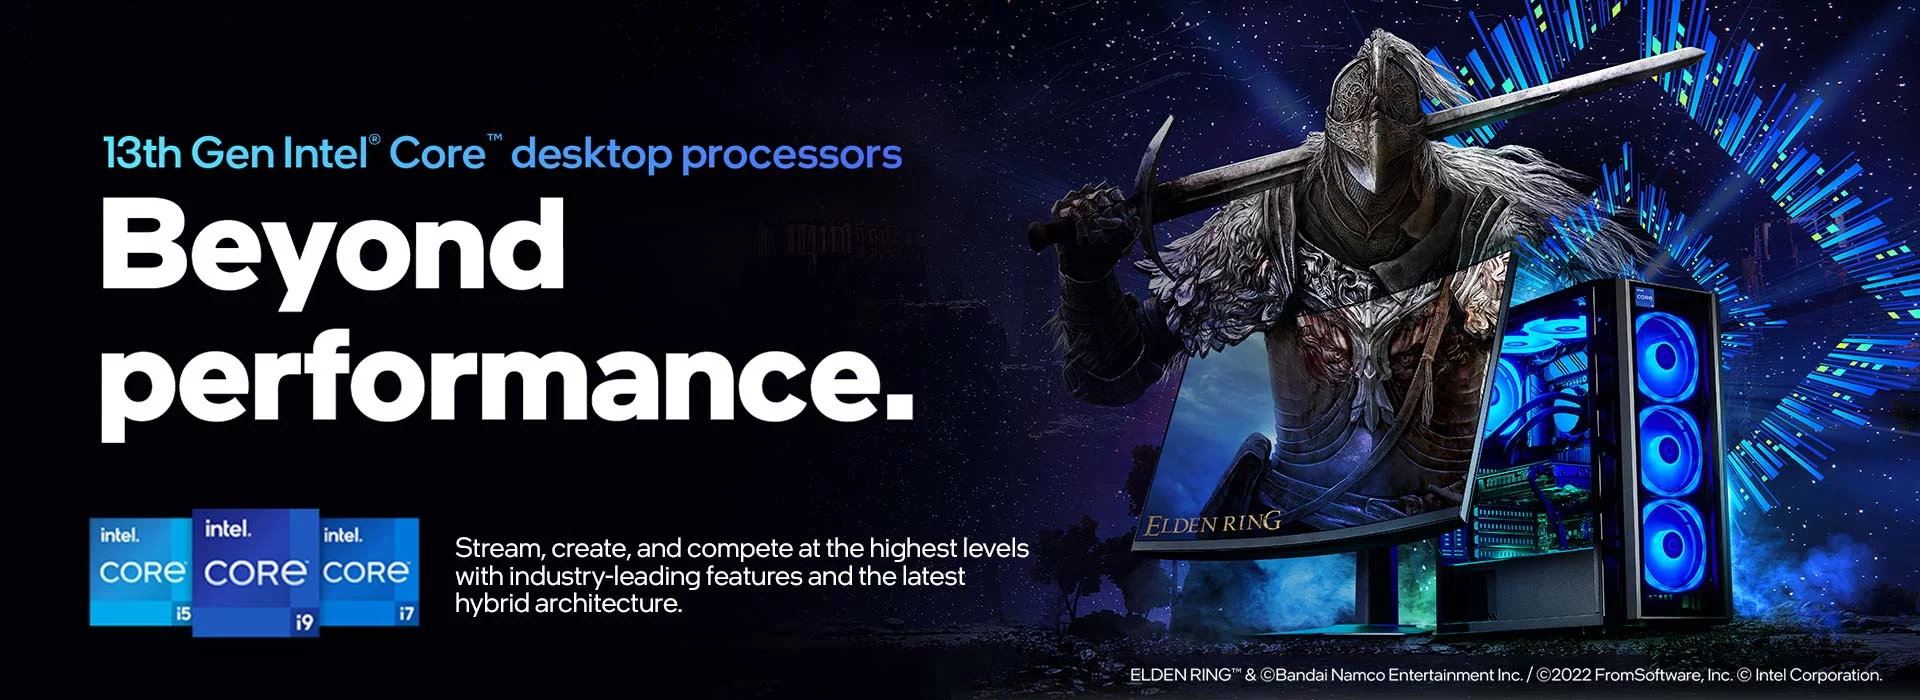 13th Gen Intel® Core™ desktop processors
Beyond
performance.
intel.
CORE
i5
intel.
CORE
i9
intel.
CORE
i7
Stream, create, and compete at the highest levels
with industry-leading features and the latest
hybrid architecture.
ELDEN RING
intel
CORE
ELDEN RING™ & ©Bandai Namco Entertainment Inc. / ©2022 FromSoftware, Inc. © Intel Corporation.